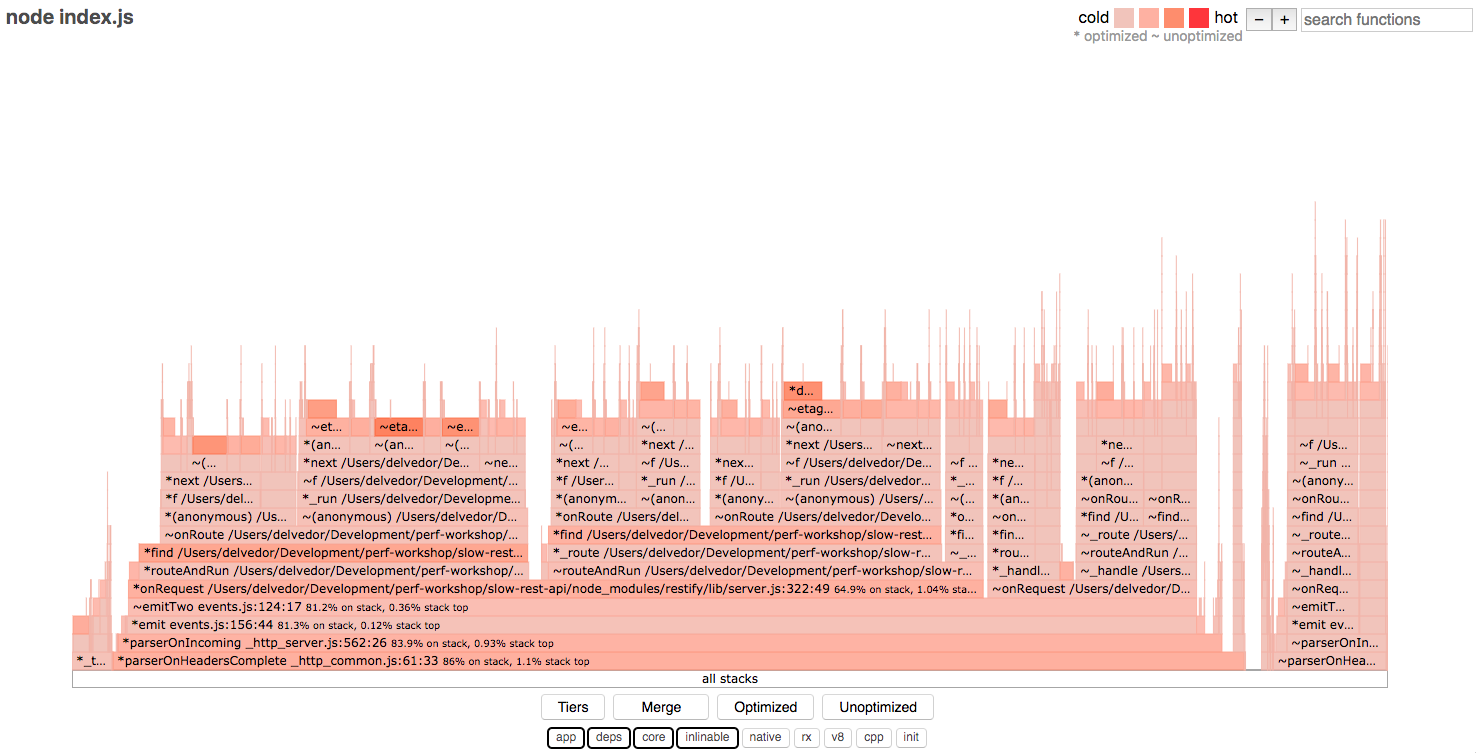 node index.js
cold hot − + search functions
* optimized ~ unoptimized
*d...
~etag...
~et... ~eta... ~e... ~e... ~(... ~(ano...
*(an... ~(an... ~(... ~(... *next /... *next /Users... ~next... *ne... ~f /Us...
~(... *next /Users/delvedor/De... ~ne... *next /... ~f /Us... *nex... ~f /Users/delvedor/De... ~f ... *ne... ~f /... ~_run ...
*next /Users... ~f /Users/delvedor/Development/... *f /User... *_run /... *f /U... *_run /Users/delvedor... ~_... *f /... *(anon... ~(anony...
*f /Users/del... ~_run /Users/delvedor/Developme... *(anonym... ~(anon... *(anony... ~(anonymous) /Users/... ~(... *(an... ~onRou... ~onR... ~onRou...
*(anonymous) /Us... ~(anonymous) /Users/delvedor/D... *onRoute /Users/del... ~onRoute /Users/delvedor/Develo... *o... ~on... *find /U... ~find... *find /U...
~onRoute /Users/delvedor/Development/perf-workshop/... *find /Users/delvedor/Development/perf-workshop/slow-rest... *fi... *fin... ~_route /Users/... ~_route...
*find /Users/delvedor/Development/perf-workshop/slow-rest... *_route /Users/delvedor/Development/perf-workshop/slow-r... ~_... *rou... ~routeAndRun /... ~routeA...
*routeAndRun /Users/delvedor/Development/perf-workshop/... ~routeAndRun /Users/delvedor/Development/perf-workshop/slow-r... *_handl... ~_handle /Users... ~_handl...
*onRequest /Users/delvedor/Development/perf-workshop/slow-rest-api/node_modules/restify/lib/server.js:322:49 64.9% on stack, 1.04% sta... ~onRequest /Users/delvedor/D... ~onReq...
~emitTwo events.js:124:17 81.2% on stack, 0.36% stack top ~emitT...
*emit events.js:156:44 81.3% on stack, 0.12% stack top *emit ev...
*parserOnIncoming _http_server.js:562:26 83.9% on stack, 0.93% stack top ~parserOnIn...
*_t... *parserOnHeadersComplete _http_common.js:61:33 86% on stack, 1.1% stack top ~parserOnHea...
all stacks
Tiers Merge Optimized Unoptimized
app deps core inlinable native rx v8 cpp init